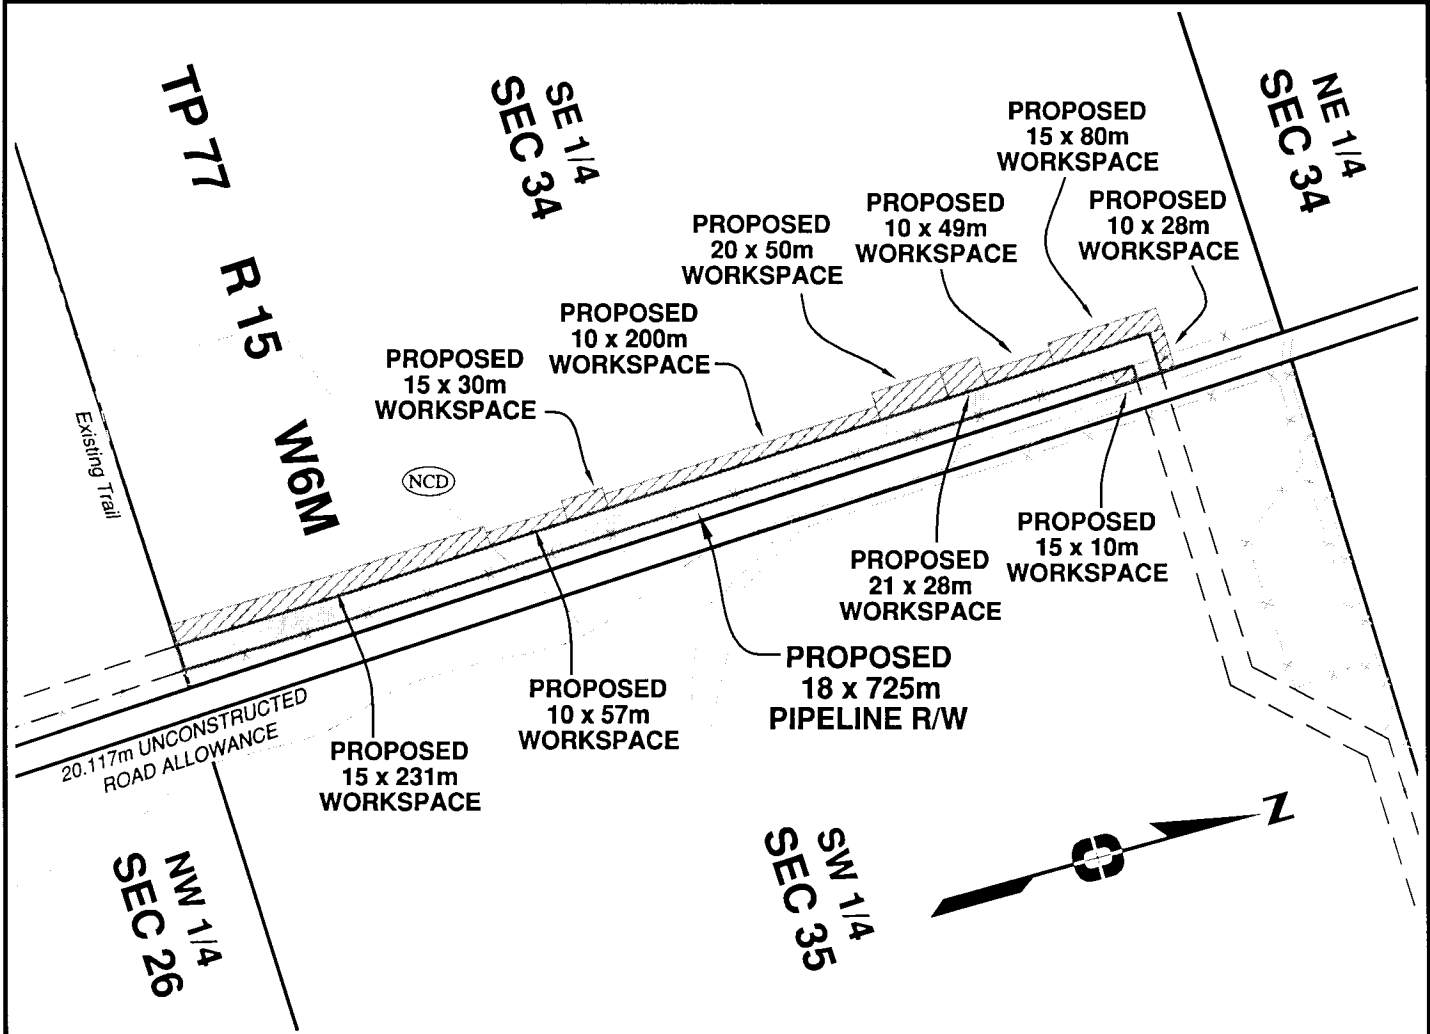 TP 77
R 15
W6M
SE 1/4
SEC 34
NE 1/4
SEC 34
PROPOSED
15 x 80m
WORKSPACE
PROPOSED
10 x 28m
WORKSPACE
PROPOSED
10 x 49m
WORKSPACE
PROPOSED
20 x 50m
WORKSPACE
PROPOSED
10 x 200m
WORKSPACE
PROPOSED
15 x 30m
WORKSPACE
Existing Trail
NCD
PROPOSED
15 x 10m
WORKSPACE
PROPOSED
21 x 28m
WORKSPACE
PROPOSED
18 x 725m
PIPELINE R/W
PROPOSED
10 x 57m
WORKSPACE
PROPOSED
15 x 231m
WORKSPACE
20.117m UNCONSTRUCTED
ROAD ALLOWANCE
NW 1/4
SEC 26
SW 1/4
SEC 35
N